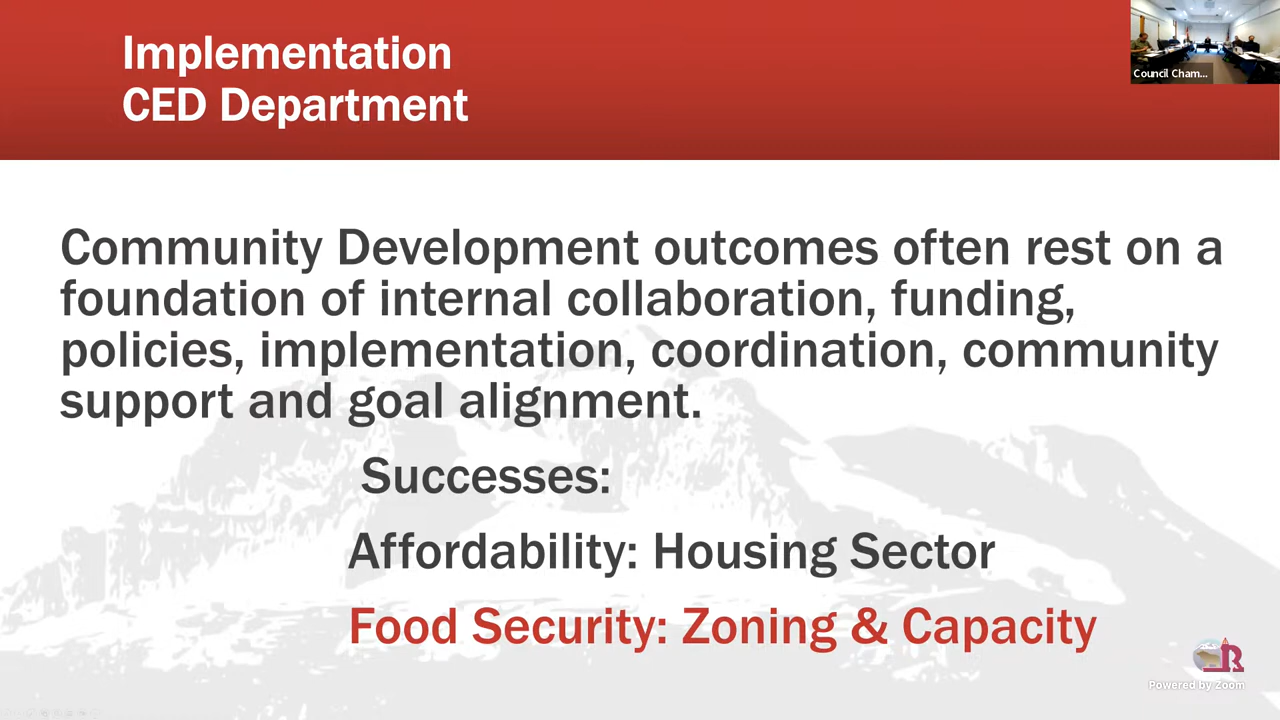 Implementation
CED Department
Council Cham...
Community Development outcomes often rest on a
foundation of internal collaboration, funding,
policies, implementation, coordination, community
support and goal alignment.
Successes:
Affordability: Housing Sector
Food Security: Zoning & Capacity
R
Powered by Zoom